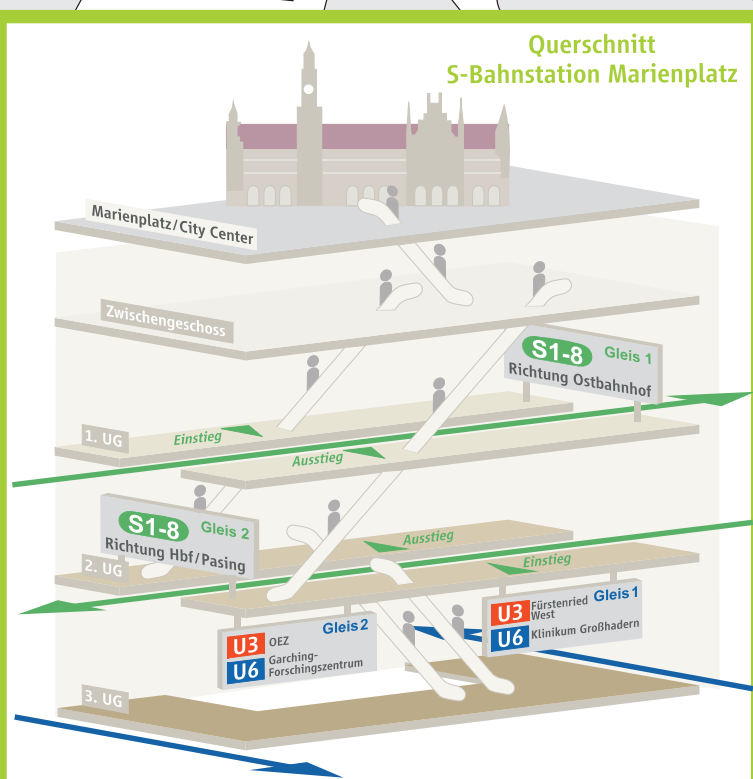 Querschnitt
S-Bahnstation Marienplatz
Marienplatz/City Center
Zwischengeschoss
S1-8 Gleis 1
Richtung Ostbahnhof
1. UG
Einstieg
Ausstieg
S1-8 Gleis 2
Richtung Hbf/Pasing
2. UG
Ausstieg
Einstieg
U3 Fürstenried West Gleis 1
U6 Klinikum Großhadern
Gleis 2
U3 OEZ
U6 Garching-
Forschingszentrum
3. UG